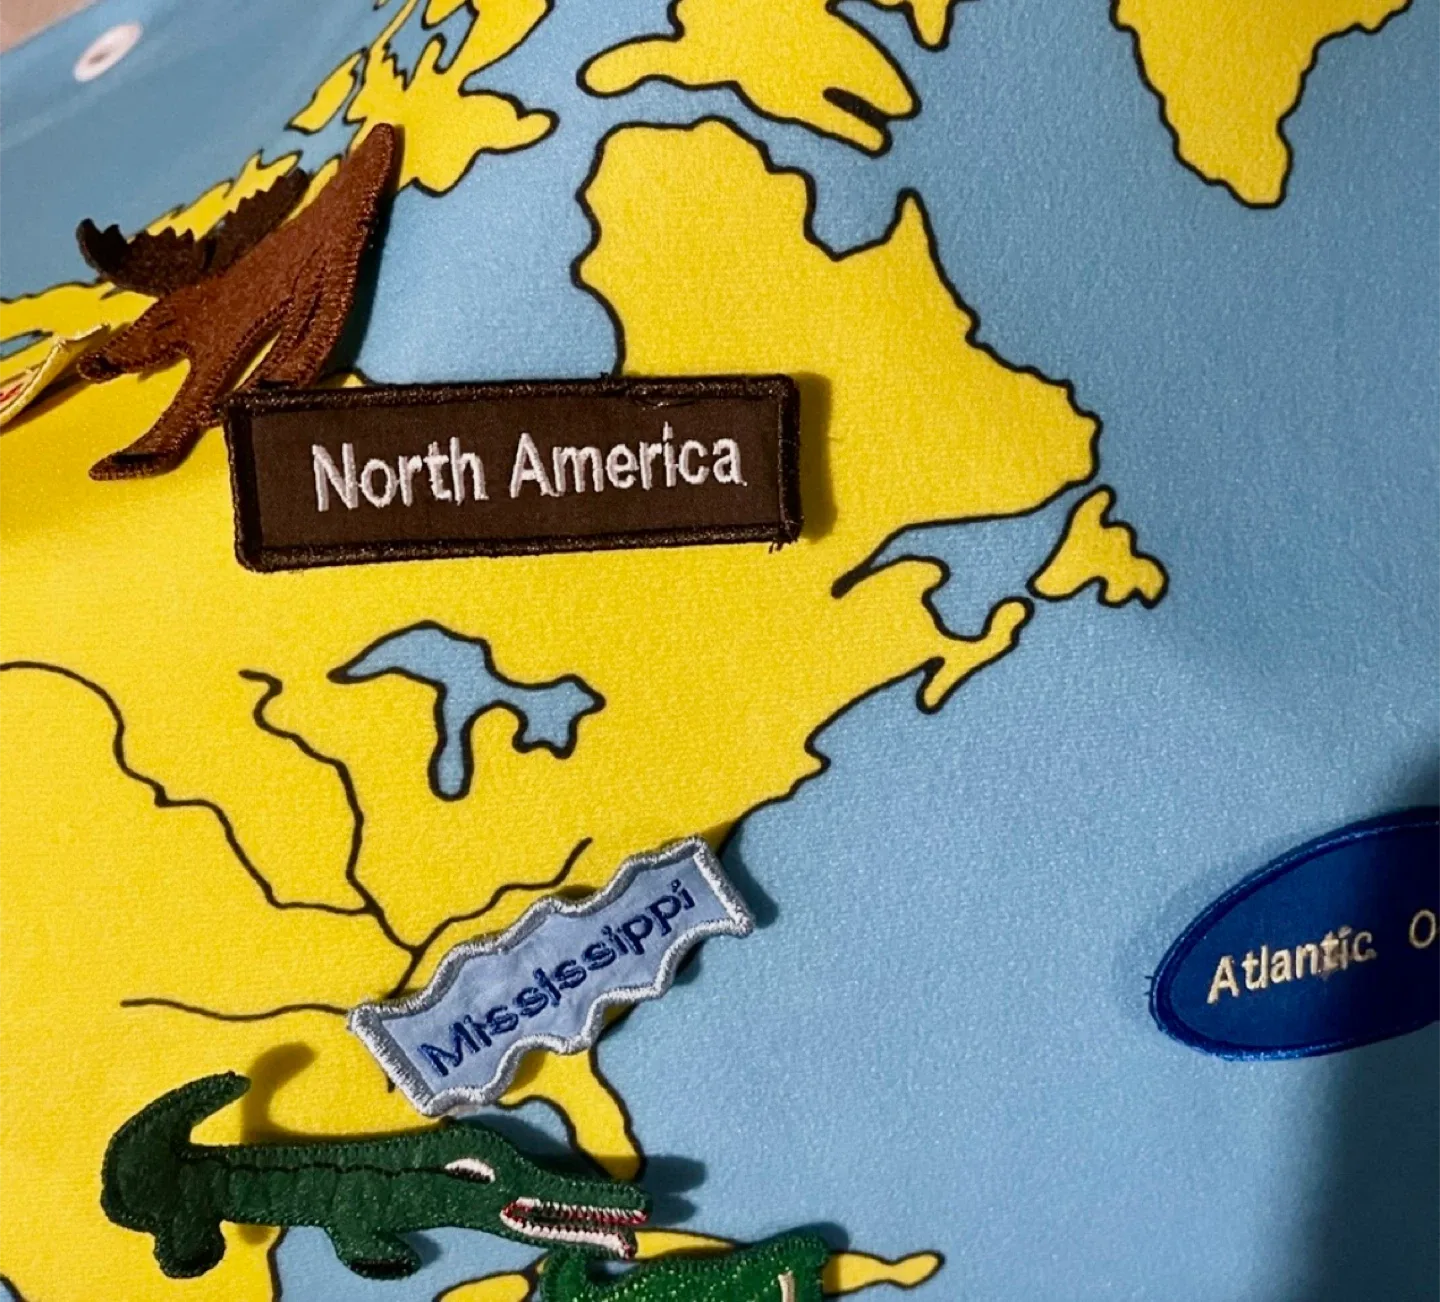 North America
Mississippi
Atlantic O